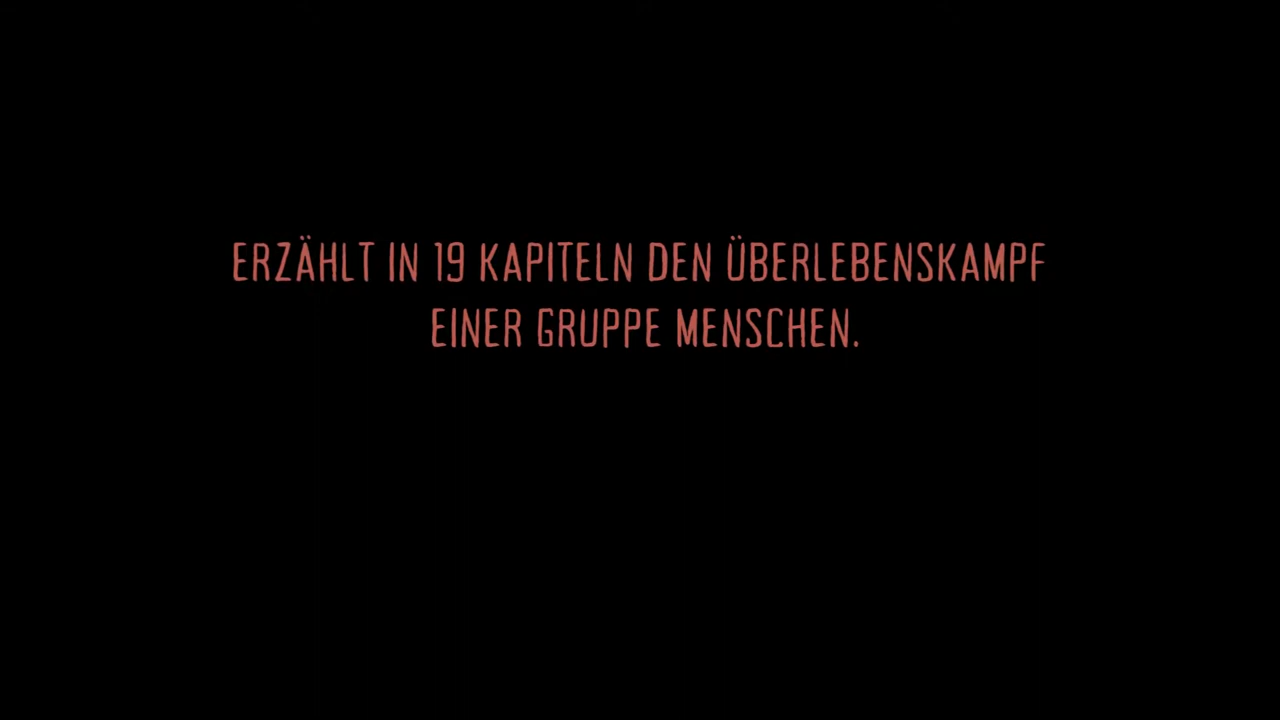 ERZÄHLT IN 19 KAPITELN DEN ÜBERLEBENSKAMPF
EINER GRUPPE MENSCHEN.